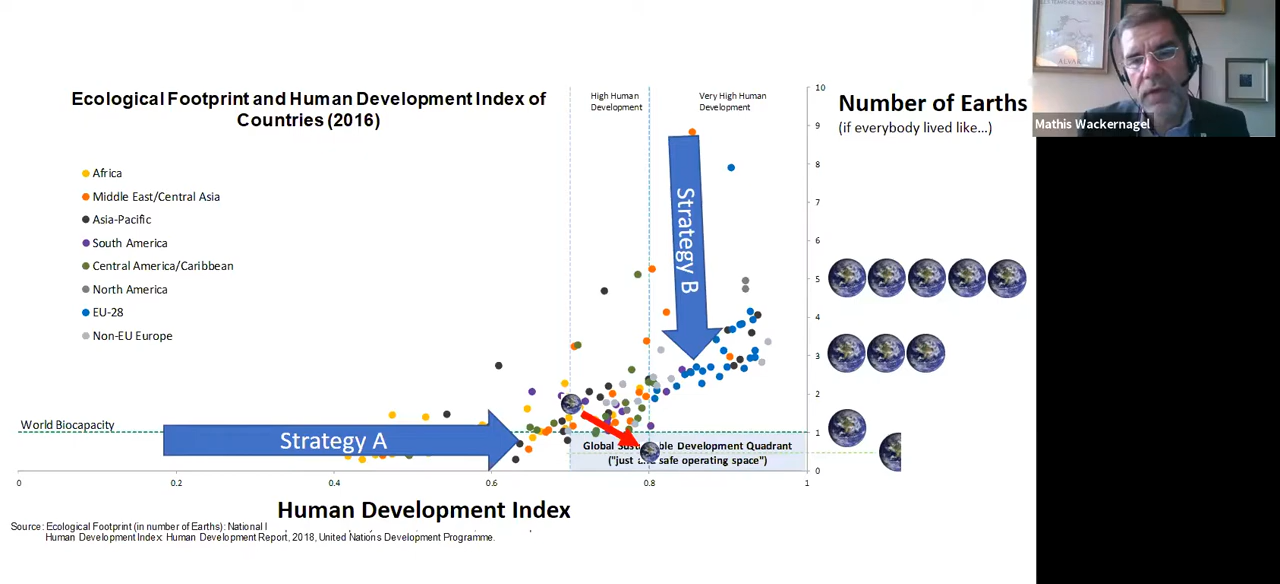 Ecological Footprint and Human Development Index of
Countries (2016)
Africa
Middle East/Central Asia
Asia-Pacific
South America
Central America/Caribbean
North America
EU-28
Non-EU Europe
High Human
Development
Very High Human
Development
Strategy B
10
9
8
7
6
5
4
3
2
1
0
Number of Earths
(if everybody lived like...)
Mathis Wackernagel
ALVAR
World Biocapacity
Strategy A
Global Development Quadrant
("just safe operating space")
0
0.2
0.4
0.6
0.8
1
Human Development Index
Source: Ecological Footprint (in number of Earths): National
Human Development Index: Human Development Report, 2018, United Nations Development Programme.